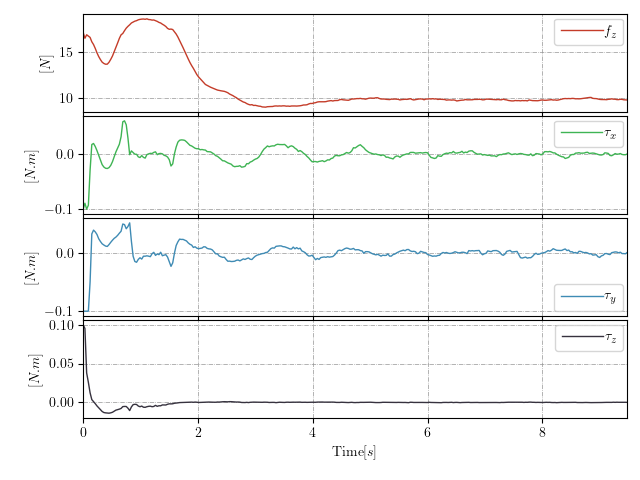 f_z
[N]
15
10
τ_x
[N.m]
0.0
−0.1
[N.m]
0.0
−0.1
τ_y
τ_z
[N.m]
0.10
0.05
0.00
0 2 4 6 8
Time[s]